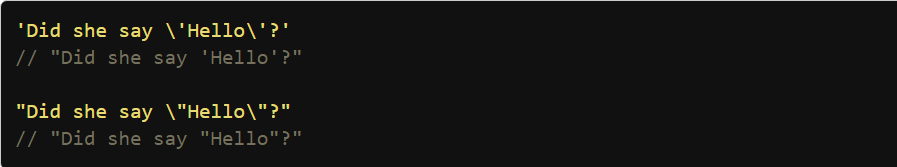 'Did she say \'Hello\'?'
// "Did she say 'Hello'?"
"Did she say \"Hello\"?"
// "Did she say "Hello"?"